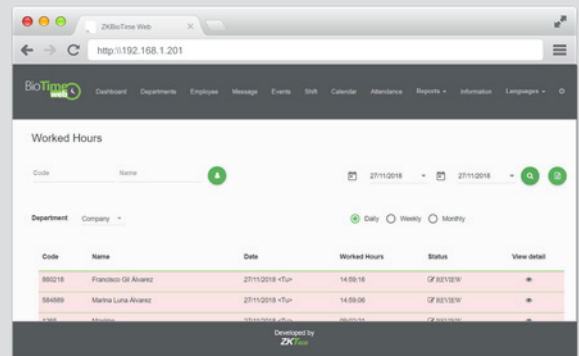 ZKBioTime Web
http:\\192.168.1.201
BioTime web
Dashboard Departments Employee Message Events Shift Calendar Attendance Reports Information Languages
Worked Hours
Code Name 27/11/2018 27/11/2018
Department Company Daily Weekly Monthly
Code Name Date Worked Hours Status View detail
860218 Francisco Gil Álvarez 27/11/2018 <Tu> 14:59:16 REVIEW
584889 Marina Luna Álvarez 27/11/2018 <Tu> 14:59:06 REVIEW
Developed by
ZKTeco